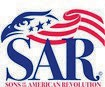 SAR
SONS OF THE
AMERICAN REVOLUTION